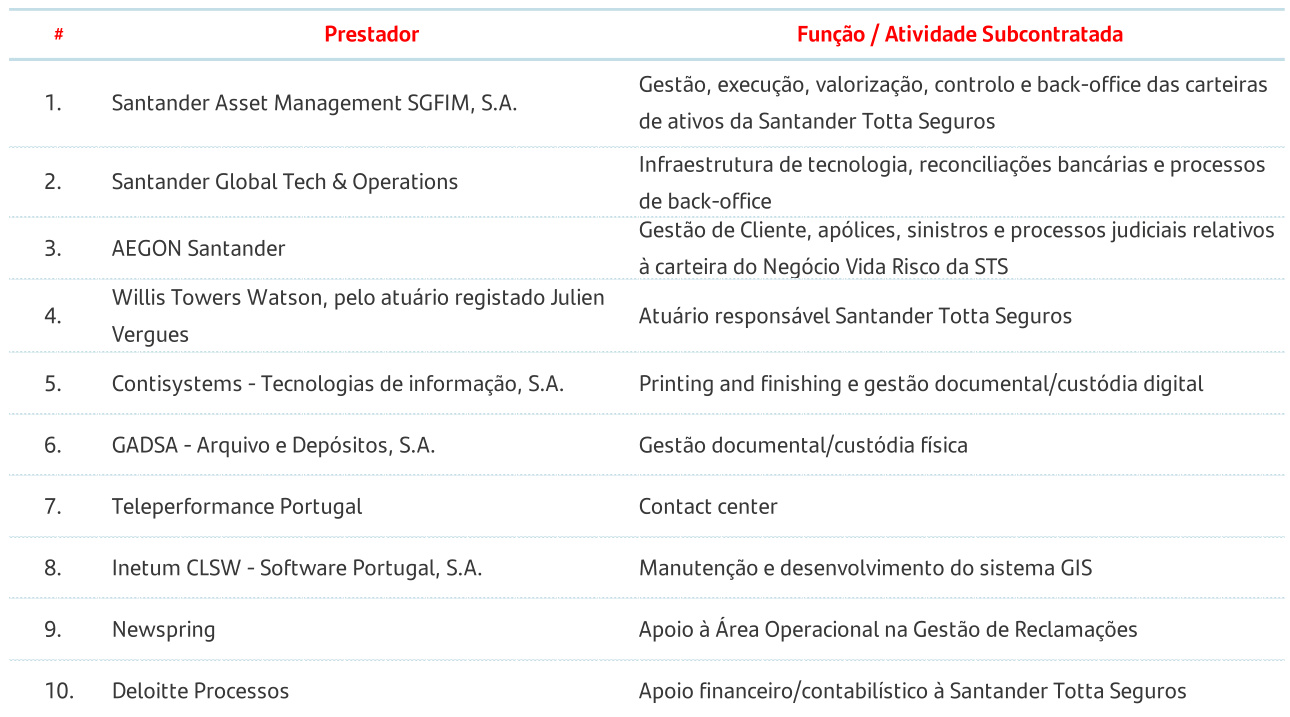 # Prestador Função / Atividade Subcontratada
1. Santander Asset Management SGFIM, S.A. Gestão, execução, valorização, controlo e back-office das carteiras
de ativos da Santander Totta Seguros
2. Santander Global Tech & Operations Infraestrutura de tecnologia, reconciliações bancárias e processos
de back-office
3. AEGON Santander Gestão de Cliente, apólices, sinistros e processos judiciais relativos
à carteira do Negócio Vida Risco da STS
4. Willis Towers Watson, pelo atuário registado Julien
Vergues Atuário responsável Santander Totta Seguros
5. Contisystems - Tecnologias de informação, S.A. Printing and finishing e gestão documental/custódia digital
6. GADSA - Arquivo e Depósitos, S.A. Gestão documental/custódia física
7. Teleperformance Portugal Contact center
8. Inetum CLSW - Software Portugal, S.A. Manutenção e desenvolvimento do sistema GIS
9. Newspring Apoio à Área Operacional na Gestão de Reclamações
10. Deloitte Processos Apoio financeiro/contabilístico à Santander Totta Seguros